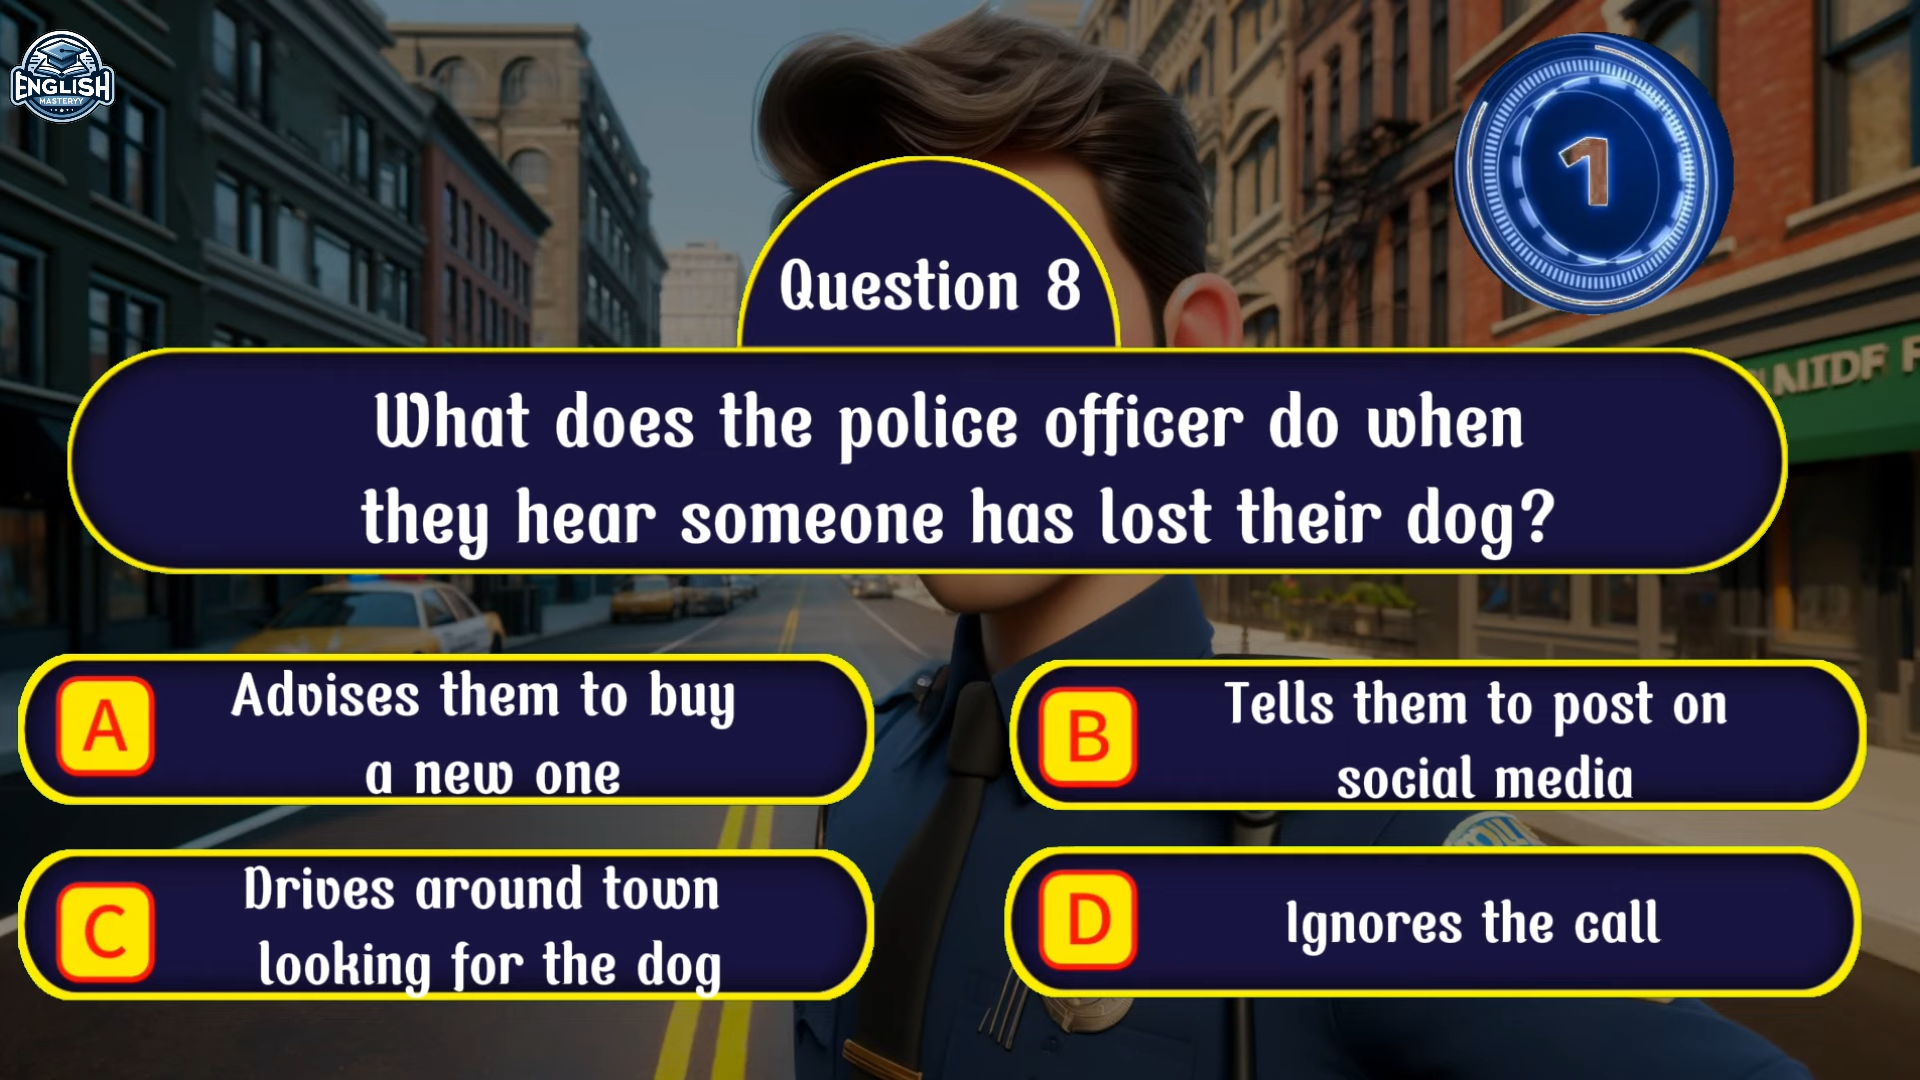 ENGLISH
MASTERYY
1
Question 8
What does the police officer do when
they hear someone has lost their dog?
A
Advises them to buy
a new one
B
Tells them to post on
social media
C
Drives around town
looking for the dog
D
Ignores the call